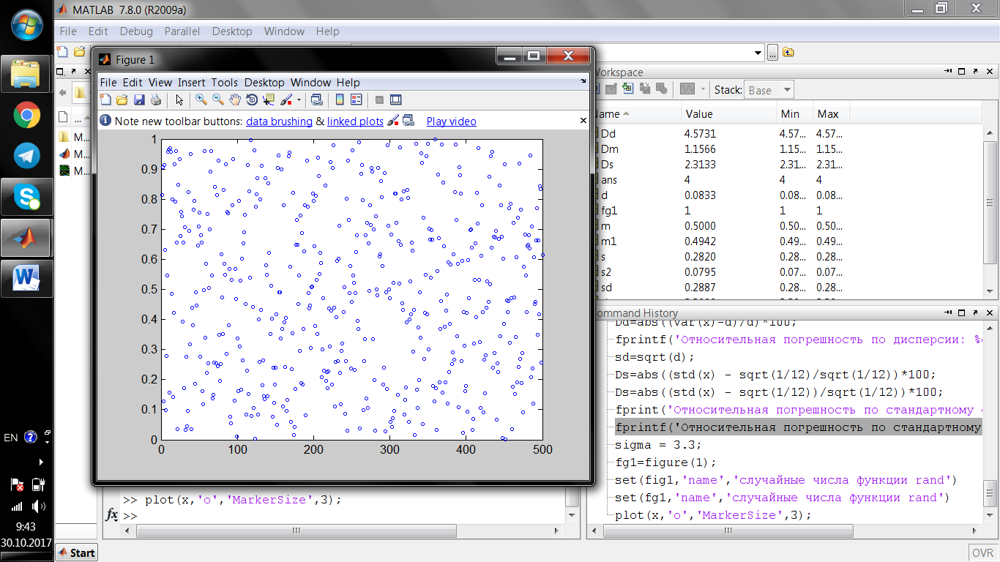 MATLAB 7.8.0 (R2009a)
File Edit Debug Parallel Desktop Window Help
Figure 1
File Edit View Insert Tools Desktop Window Help
Note new toolbar buttons: data brushing & linked plots Play video
1
0.9
0.8
0.7
0.6
0.5
0.4
0.3
0.2
0.1
0
0 100 200 300 400 500
...
M...
M...
M...
Workspace
Stack: Base
Name Value Min Max
Dd 4.5731 4.57... 4.57...
Dm 1.1566 1.15... 1.15...
Ds 2.3133 2.31... 2.31...
ans 4 4 4
d 0.0833 0.08... 0.08...
fg1 1 1 1
m 0.5000 0.50... 0.50...
m1 0.4942 0.49... 0.49...
s 0.2820 0.28... 0.28...
s2 0.0795 0.07... 0.07...
sd 0.2887 0.28... 0.28...
Command History
Dd=abs((var(x)-d)/d)*100;
fprintf('Относительная погрешность по дисперсии: %
sd=sqrt(d);
Ds=abs((std(x) - sqrt(1/12)/sqrt(1/12))*100;
Ds=abs((std(x) - sqrt(1/12))/sqrt(1/12))*100;
fprint('Относительная погрешность по стандартному
fprintf('Относительная погрешность по стандартному
sigma = 3.3;
fg1=figure(1);
set(fig1,'name','случайные числа функции rand')
set(fg1,'name','случайные числа функции rand')
plot(x,'o','MarkerSize',3);
>> plot(x,'o','MarkerSize',3);
fx >>
Start
OVR
EN
9:43
30.10.2017